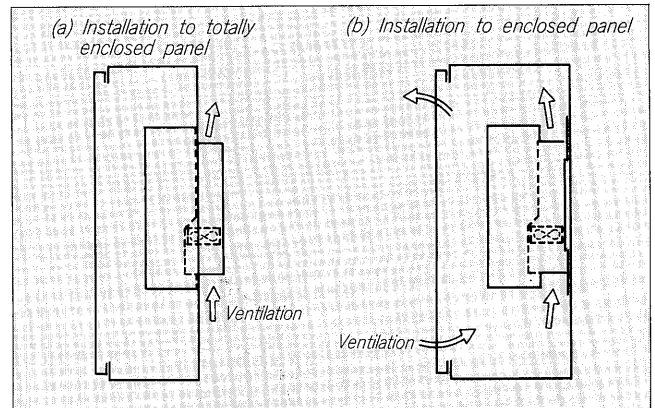 (a) Installation to totally
enclosed panel
(b) Installation to enclosed panel
Ventilation
Ventilation